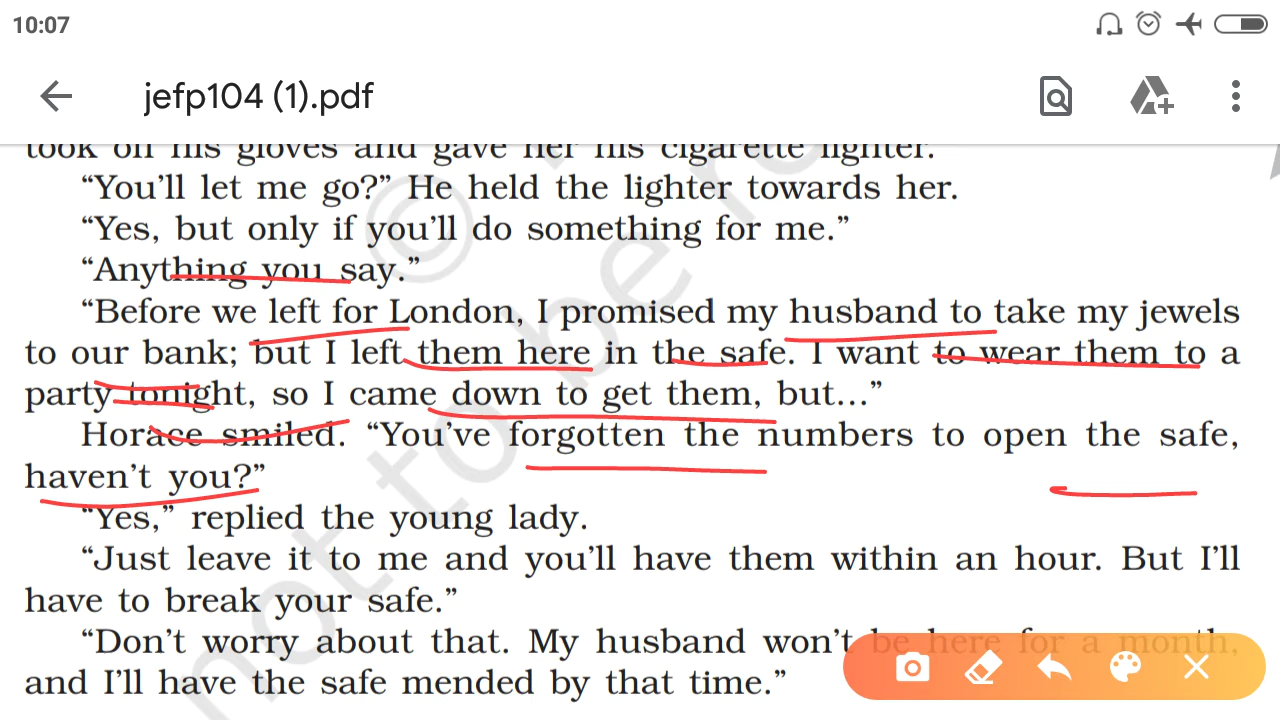 10:07
jefp104 (1).pdf
took off his gloves and gave her his cigarette lighter.
“You’ll let me go?” He held the lighter towards her.
“Yes, but only if you’ll do something for me.”
“Anything you say.”
“Before we left for London, I promised my husband to take my jewels
to our bank; but I left them here in the safe. I want to wear them to a
party tonight, so I came down to get them, but...”
Horace smiled. “You’ve forgotten the numbers to open the safe,
haven’t you?”
“Yes,” replied the young lady.
“Just leave it to me and you’ll have them within an hour. But I’ll
have to break your safe.”
“Don’t worry about that. My husband won’t be here for a month,
and I’ll have the safe mended by that time.”
© not to be re